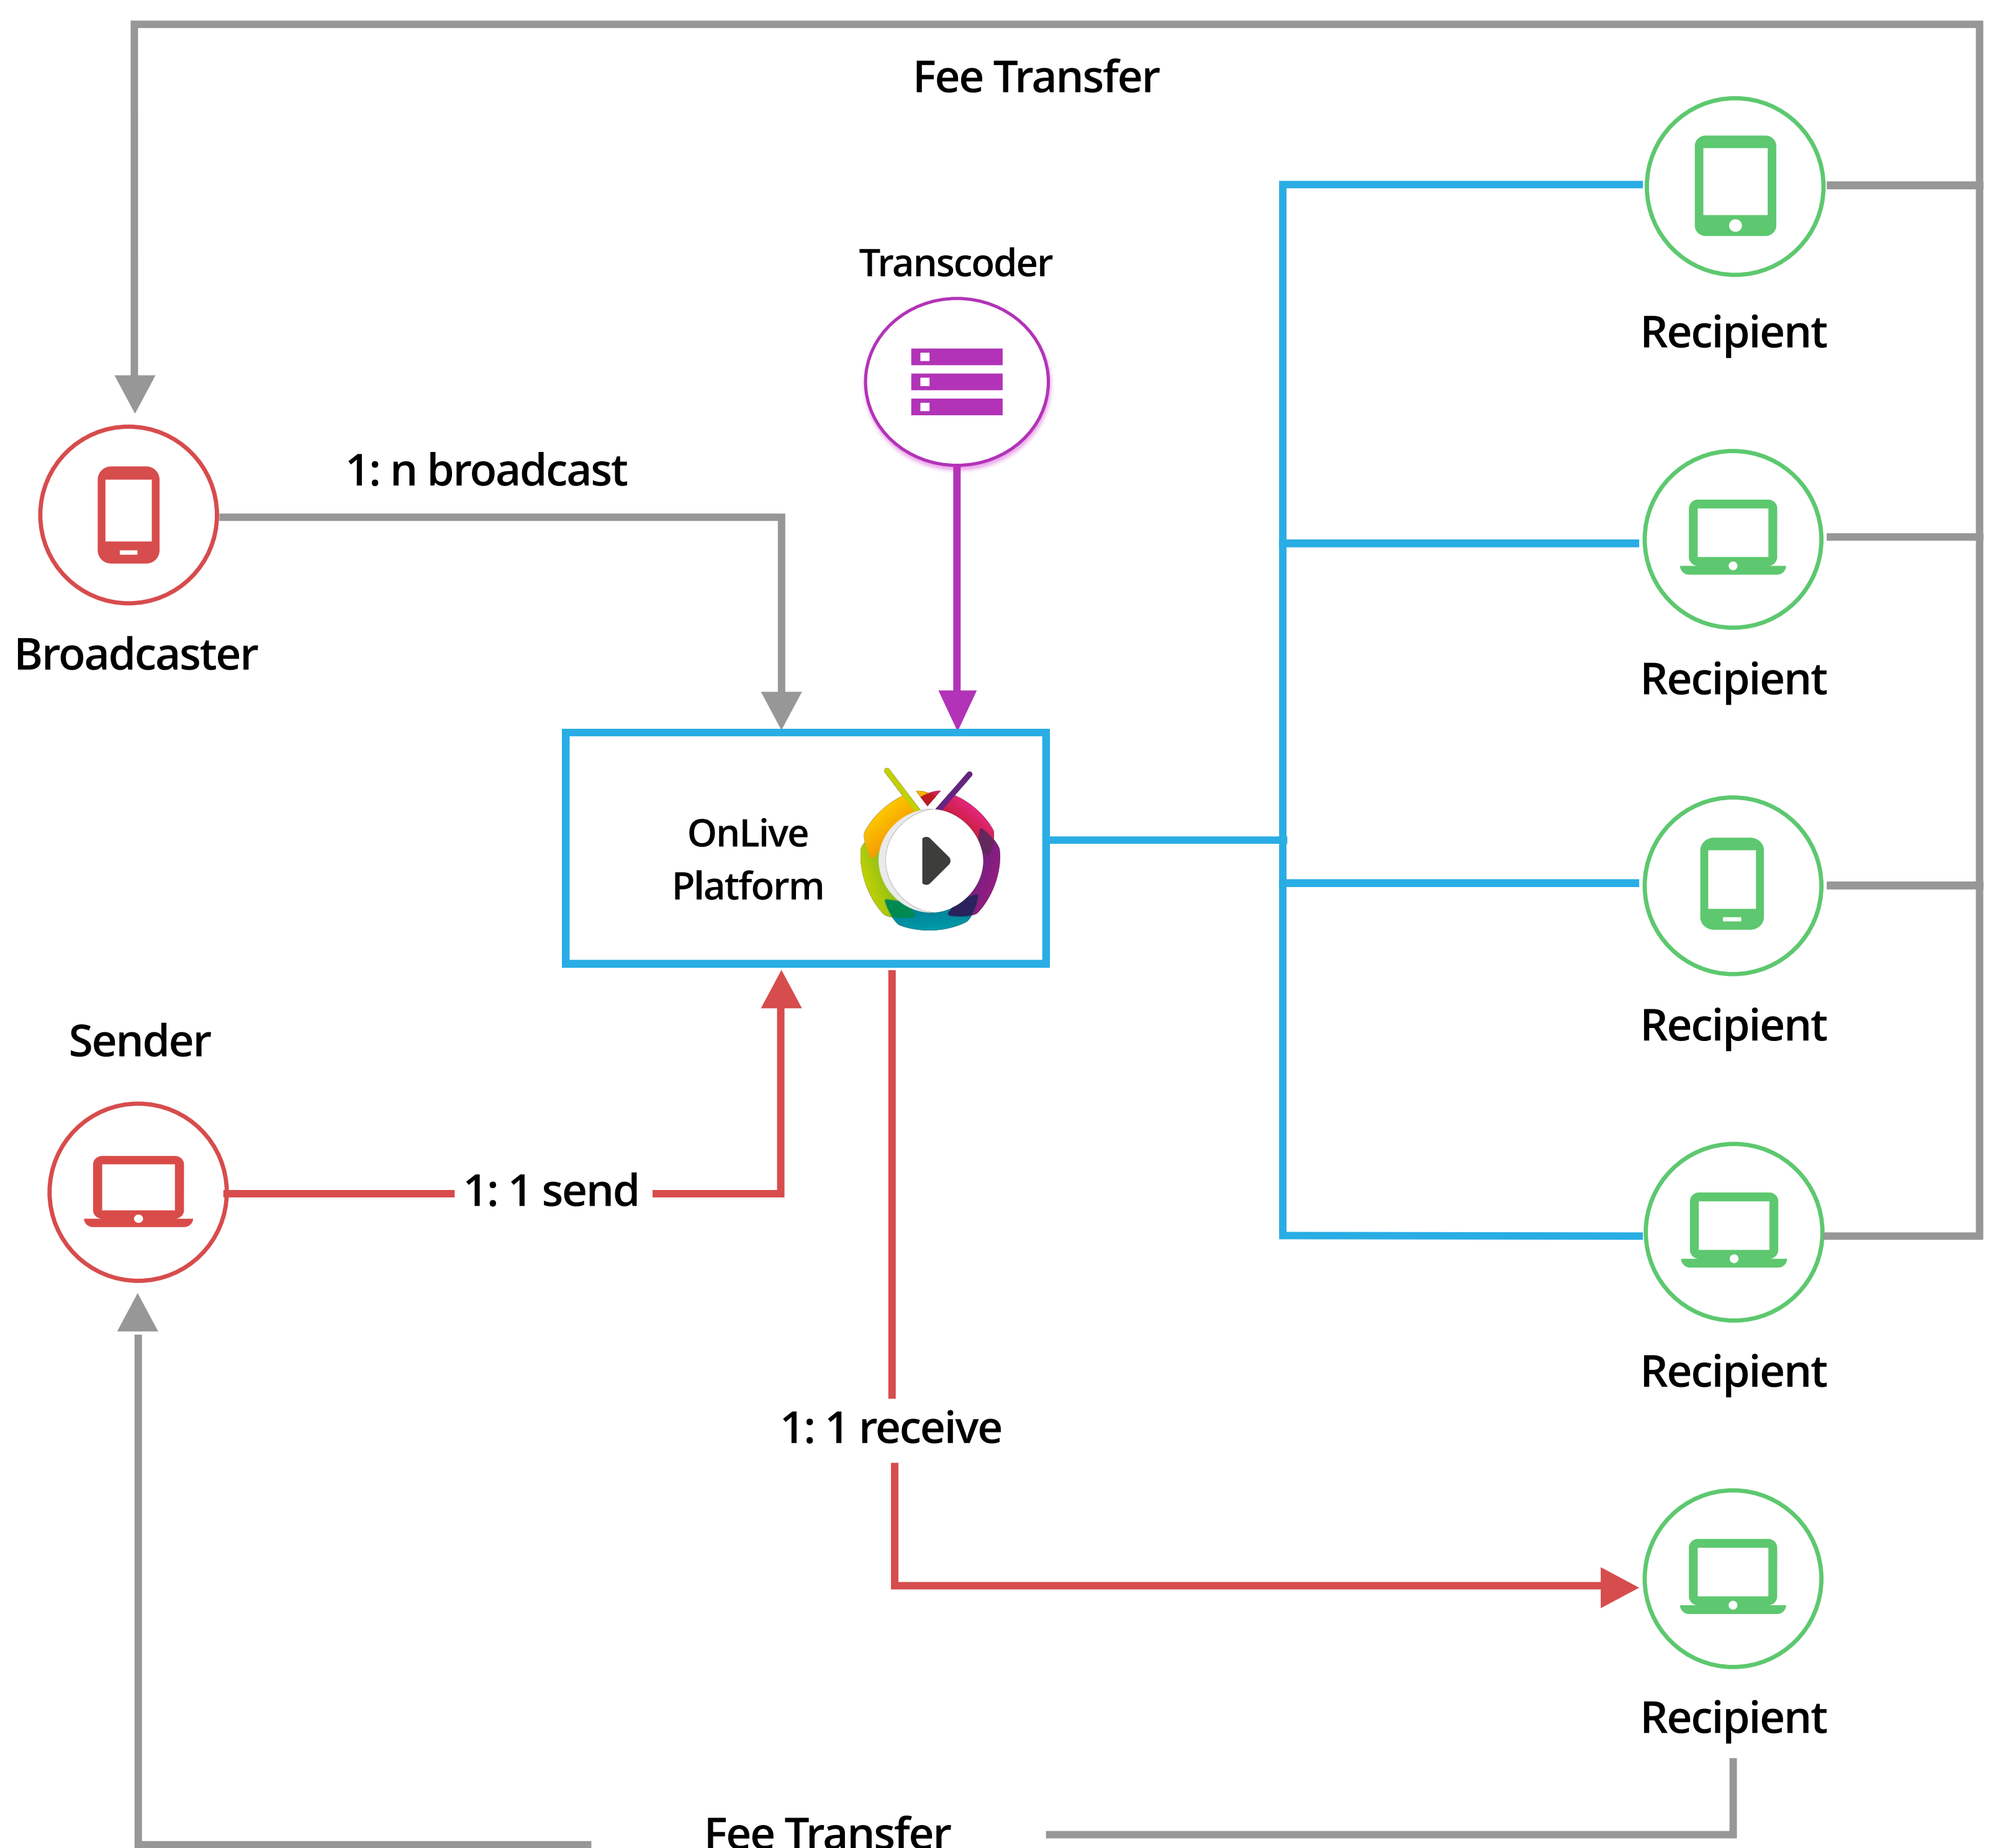 Fee Transfer
Transcoder
Recipient
1: n broadcast
Broadcaster
Recipient
OnLive
Platform
Sender
Recipient
1: 1 send
Recipient
1: 1 receive
Recipient
Fee Transfer